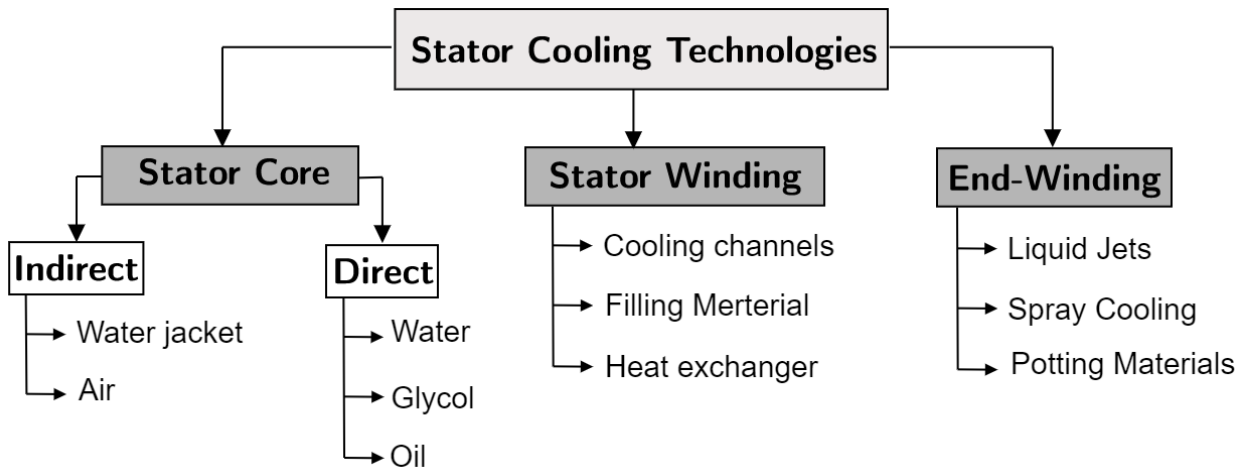 Stator Cooling Technologies
Stator Core
Stator Winding
End-Winding
Indirect
Direct
Water jacket
Air
Water
Glycol
Oil
Cooling channels
Filling Merterial
Heat exchanger
Liquid Jets
Spray Cooling
Potting Materials